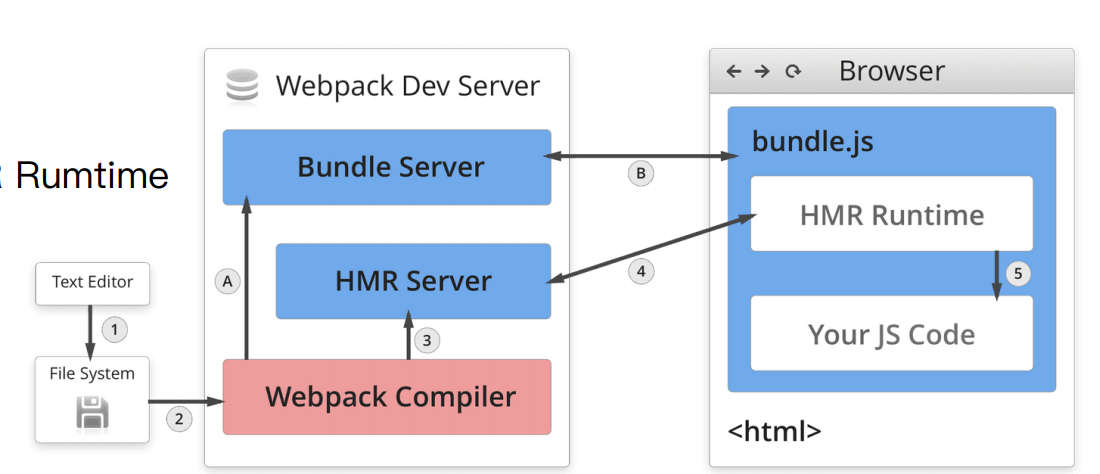 Webpack Dev Server
Browser
Bundle Server
bundle.js
B
Rumtime
HMR Runtime
Text Editor
A
HMR Server
4
5
1
3
File System
Your JS Code
Webpack Compiler
2
<html>